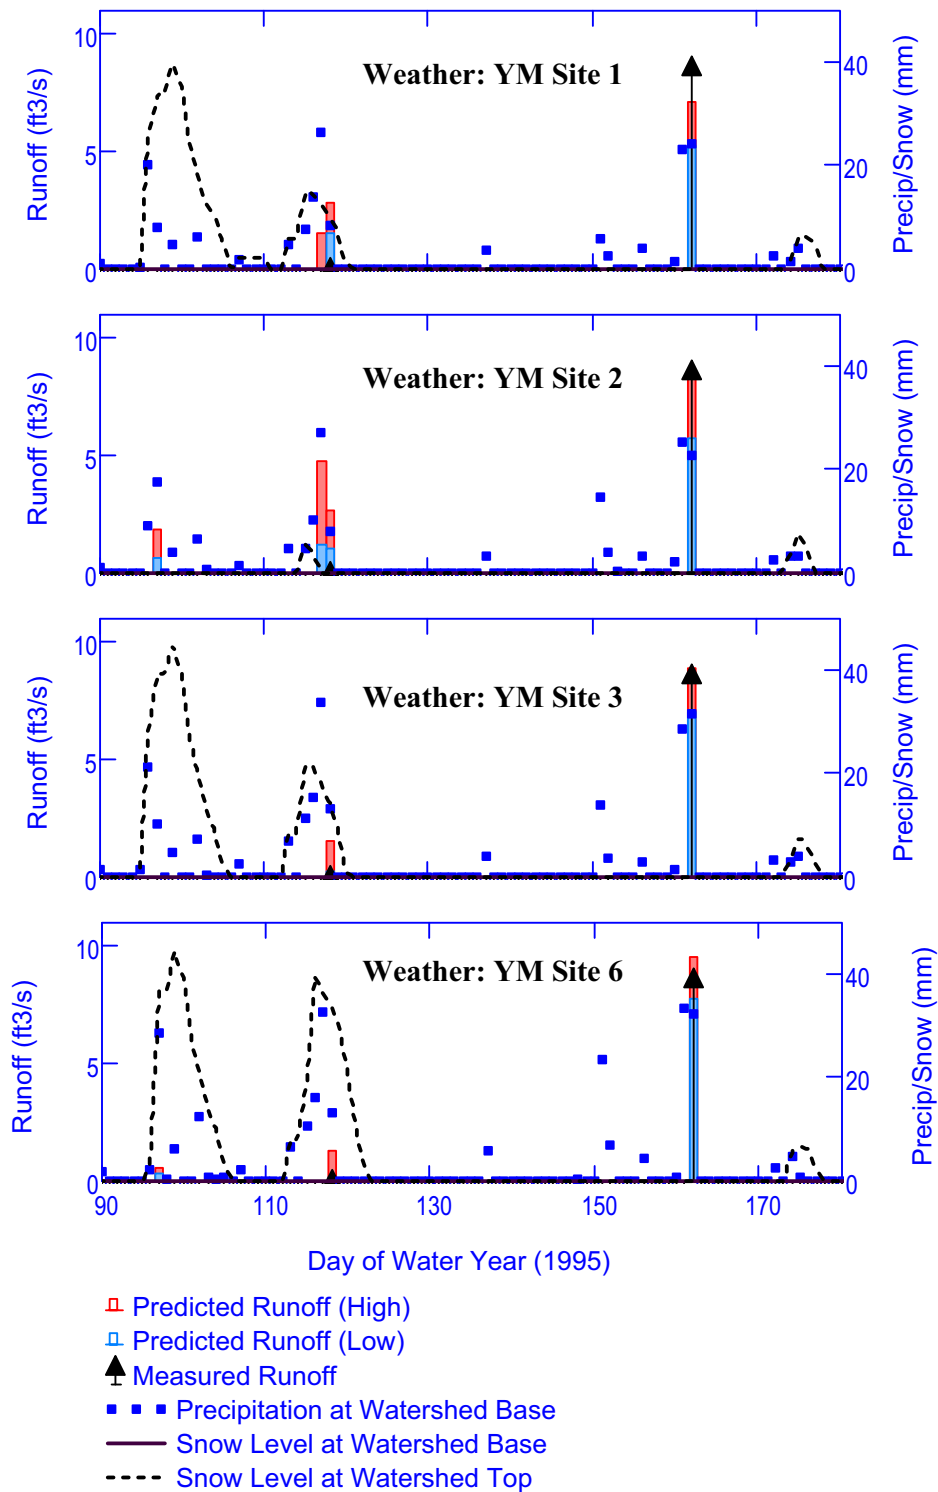 10
5
0
Runoff (ft3/s)
Weather: YM Site 1
40
20
0
Precip/Snow (mm)
10
5
0
Runoff (ft3/s)
Weather: YM Site 2
40
20
0
Precip/Snow (mm)
10
5
0
Runoff (ft3/s)
Weather: YM Site 3
40
20
0
Precip/Snow (mm)
10
5
0
Runoff (ft3/s)
Weather: YM Site 6
40
20
0
Precip/Snow (mm)
90 110 130 150 170
Day of Water Year (1995)
Predicted Runoff (High)
Predicted Runoff (Low)
Measured Runoff
Precipitation at Watershed Base
Snow Level at Watershed Base
Snow Level at Watershed Top